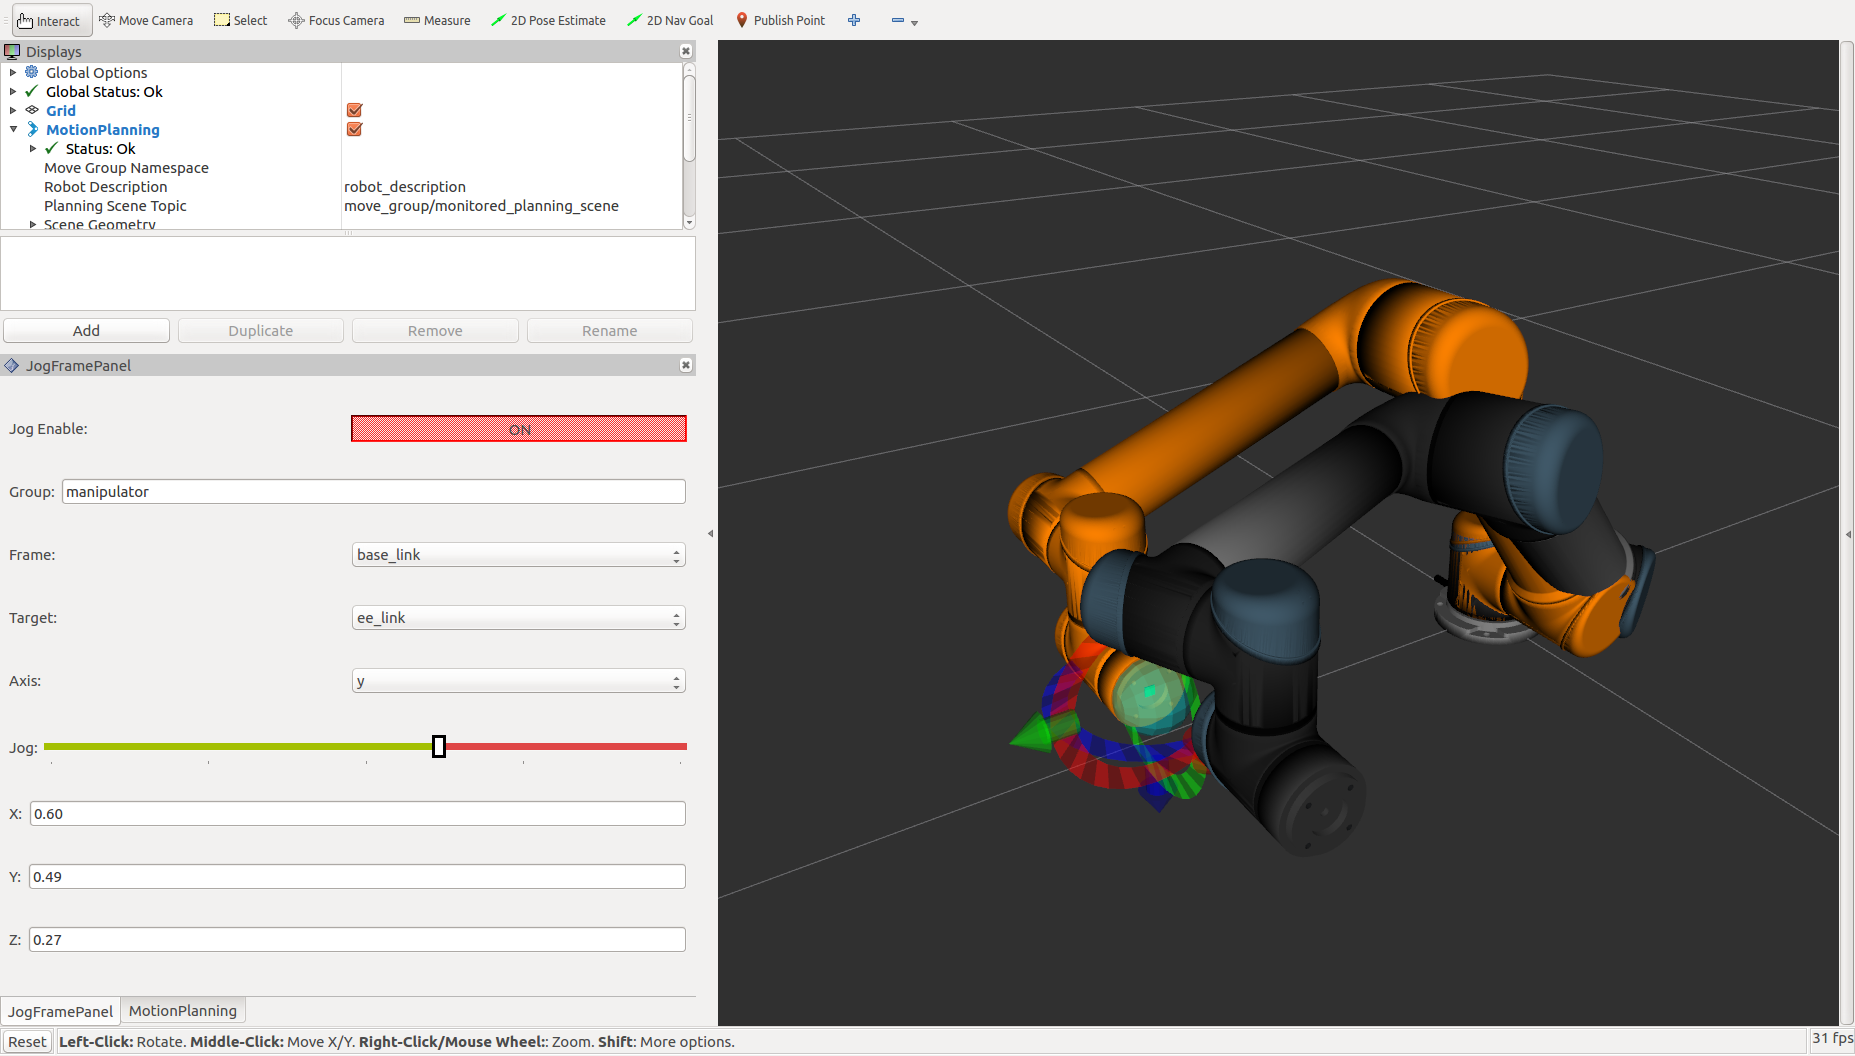 Interact Move Camera Select Focus Camera Measure 2D Pose Estimate 2D Nav Goal Publish Point
Displays
Global Options
Global Status: Ok
Grid
MotionPlanning
Status: Ok
Move Group Namespace
Robot Description robot_description
Planning Scene Topic move_group/monitored_planning_scene
Scene Geometry
Add Duplicate Remove Rename
JogFramePanel
Jog Enable: ON
Group: manipulator
Frame: base_link
Target: ee_link
Axis: y
Jog:
X: 0.60
Y: 0.49
Z: 0.27
JogFramePanel MotionPlanning
Reset Left-Click: Rotate. Middle-Click: Move X/Y. Right-Click/Mouse Wheel:: Zoom. Shift: More options. 31 fps